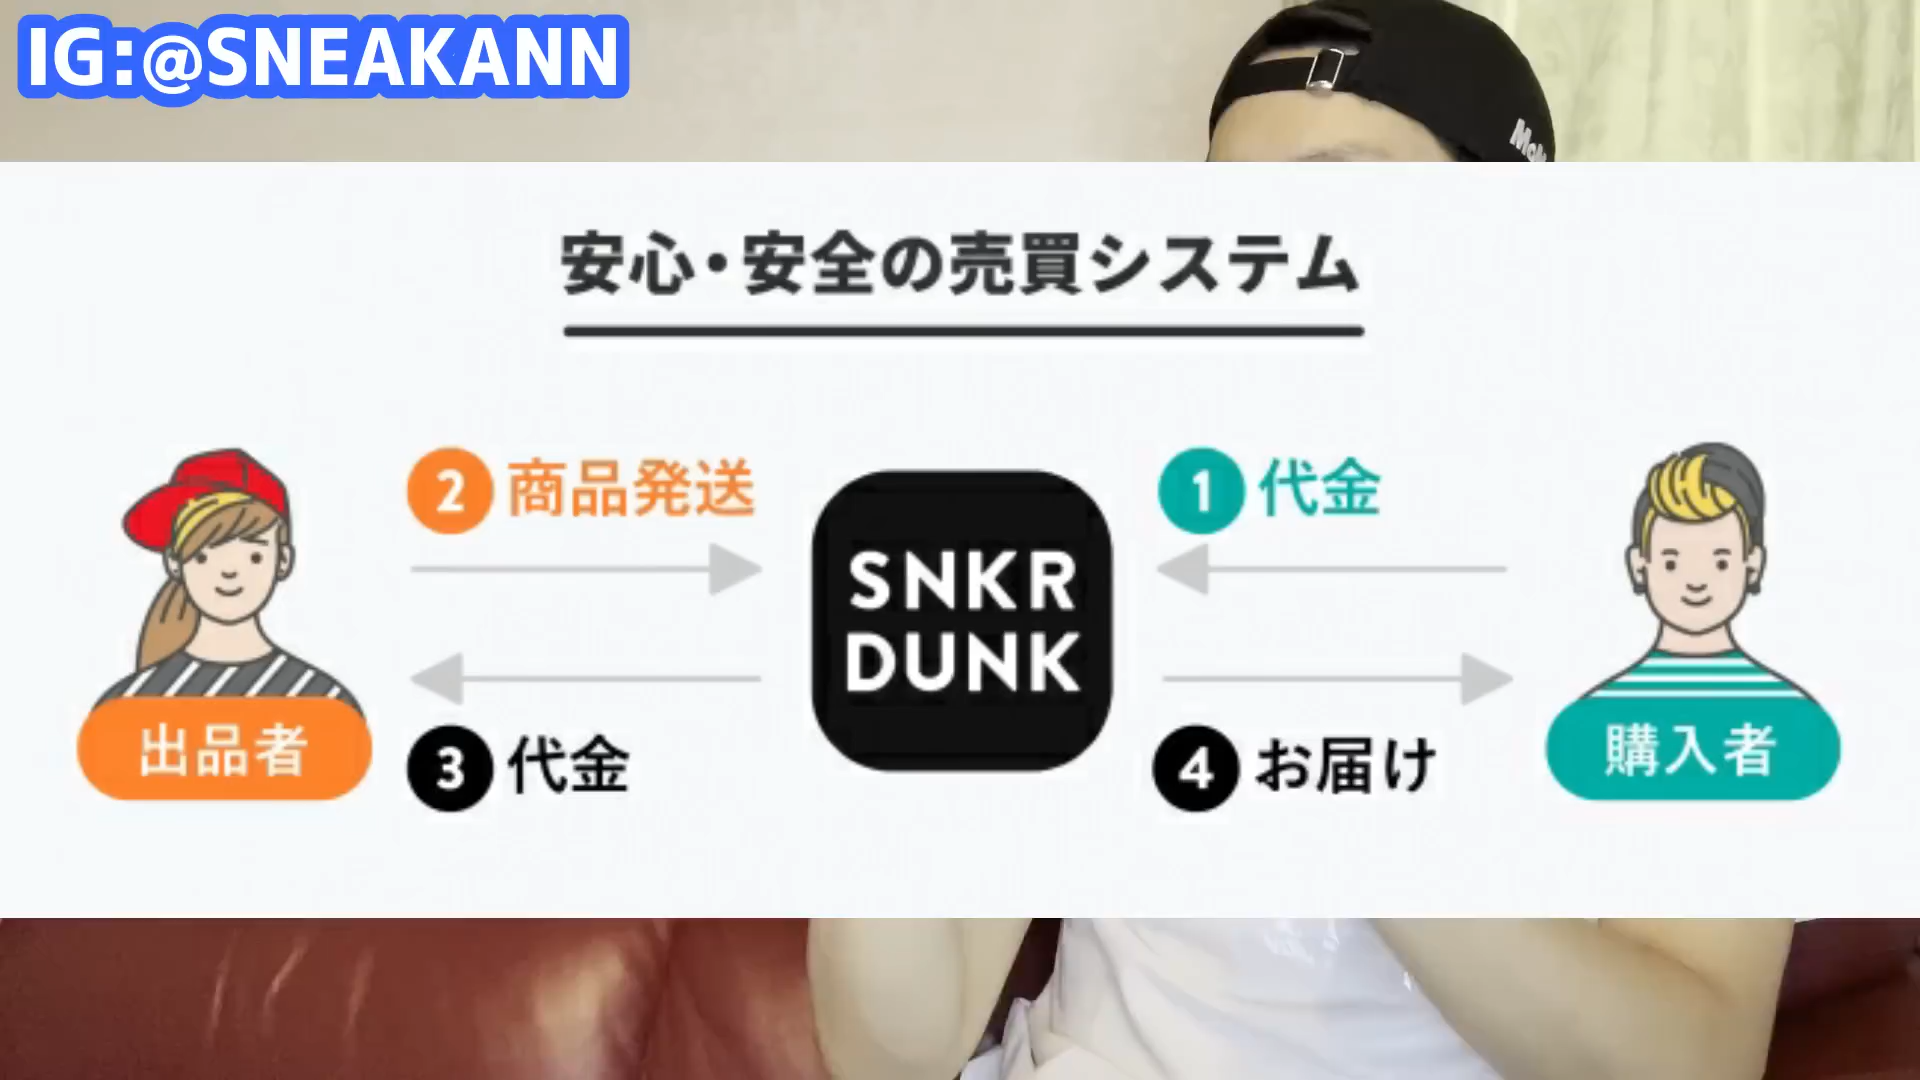 IG:@SNEAKANN
安心・安全の売買システム
2 商品発送
1 代金
SNKR
DUNK
出品者
3 代金
4 お届け
購入者